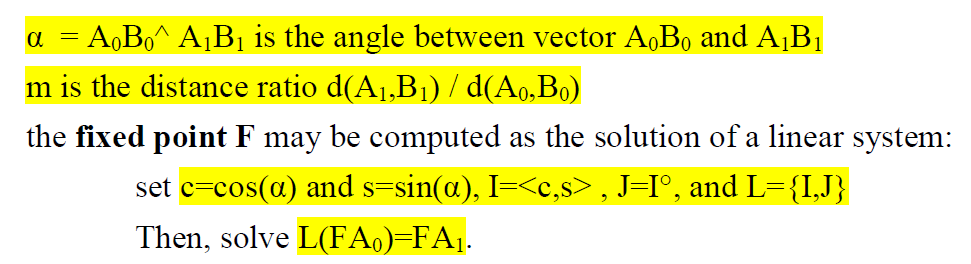 α = A₀B₀^ A₁B₁ is the angle between vector A₀B₀ and A₁B₁
m is the distance ratio d(A₁,B₁) / d(A₀,B₀)
the fixed point F may be computed as the solution of a linear system:
set c=cos(α) and s=sin(α), I=<c,s> , J=I°, and L={I,J}
Then, solve L(FA₀)=FA₁.